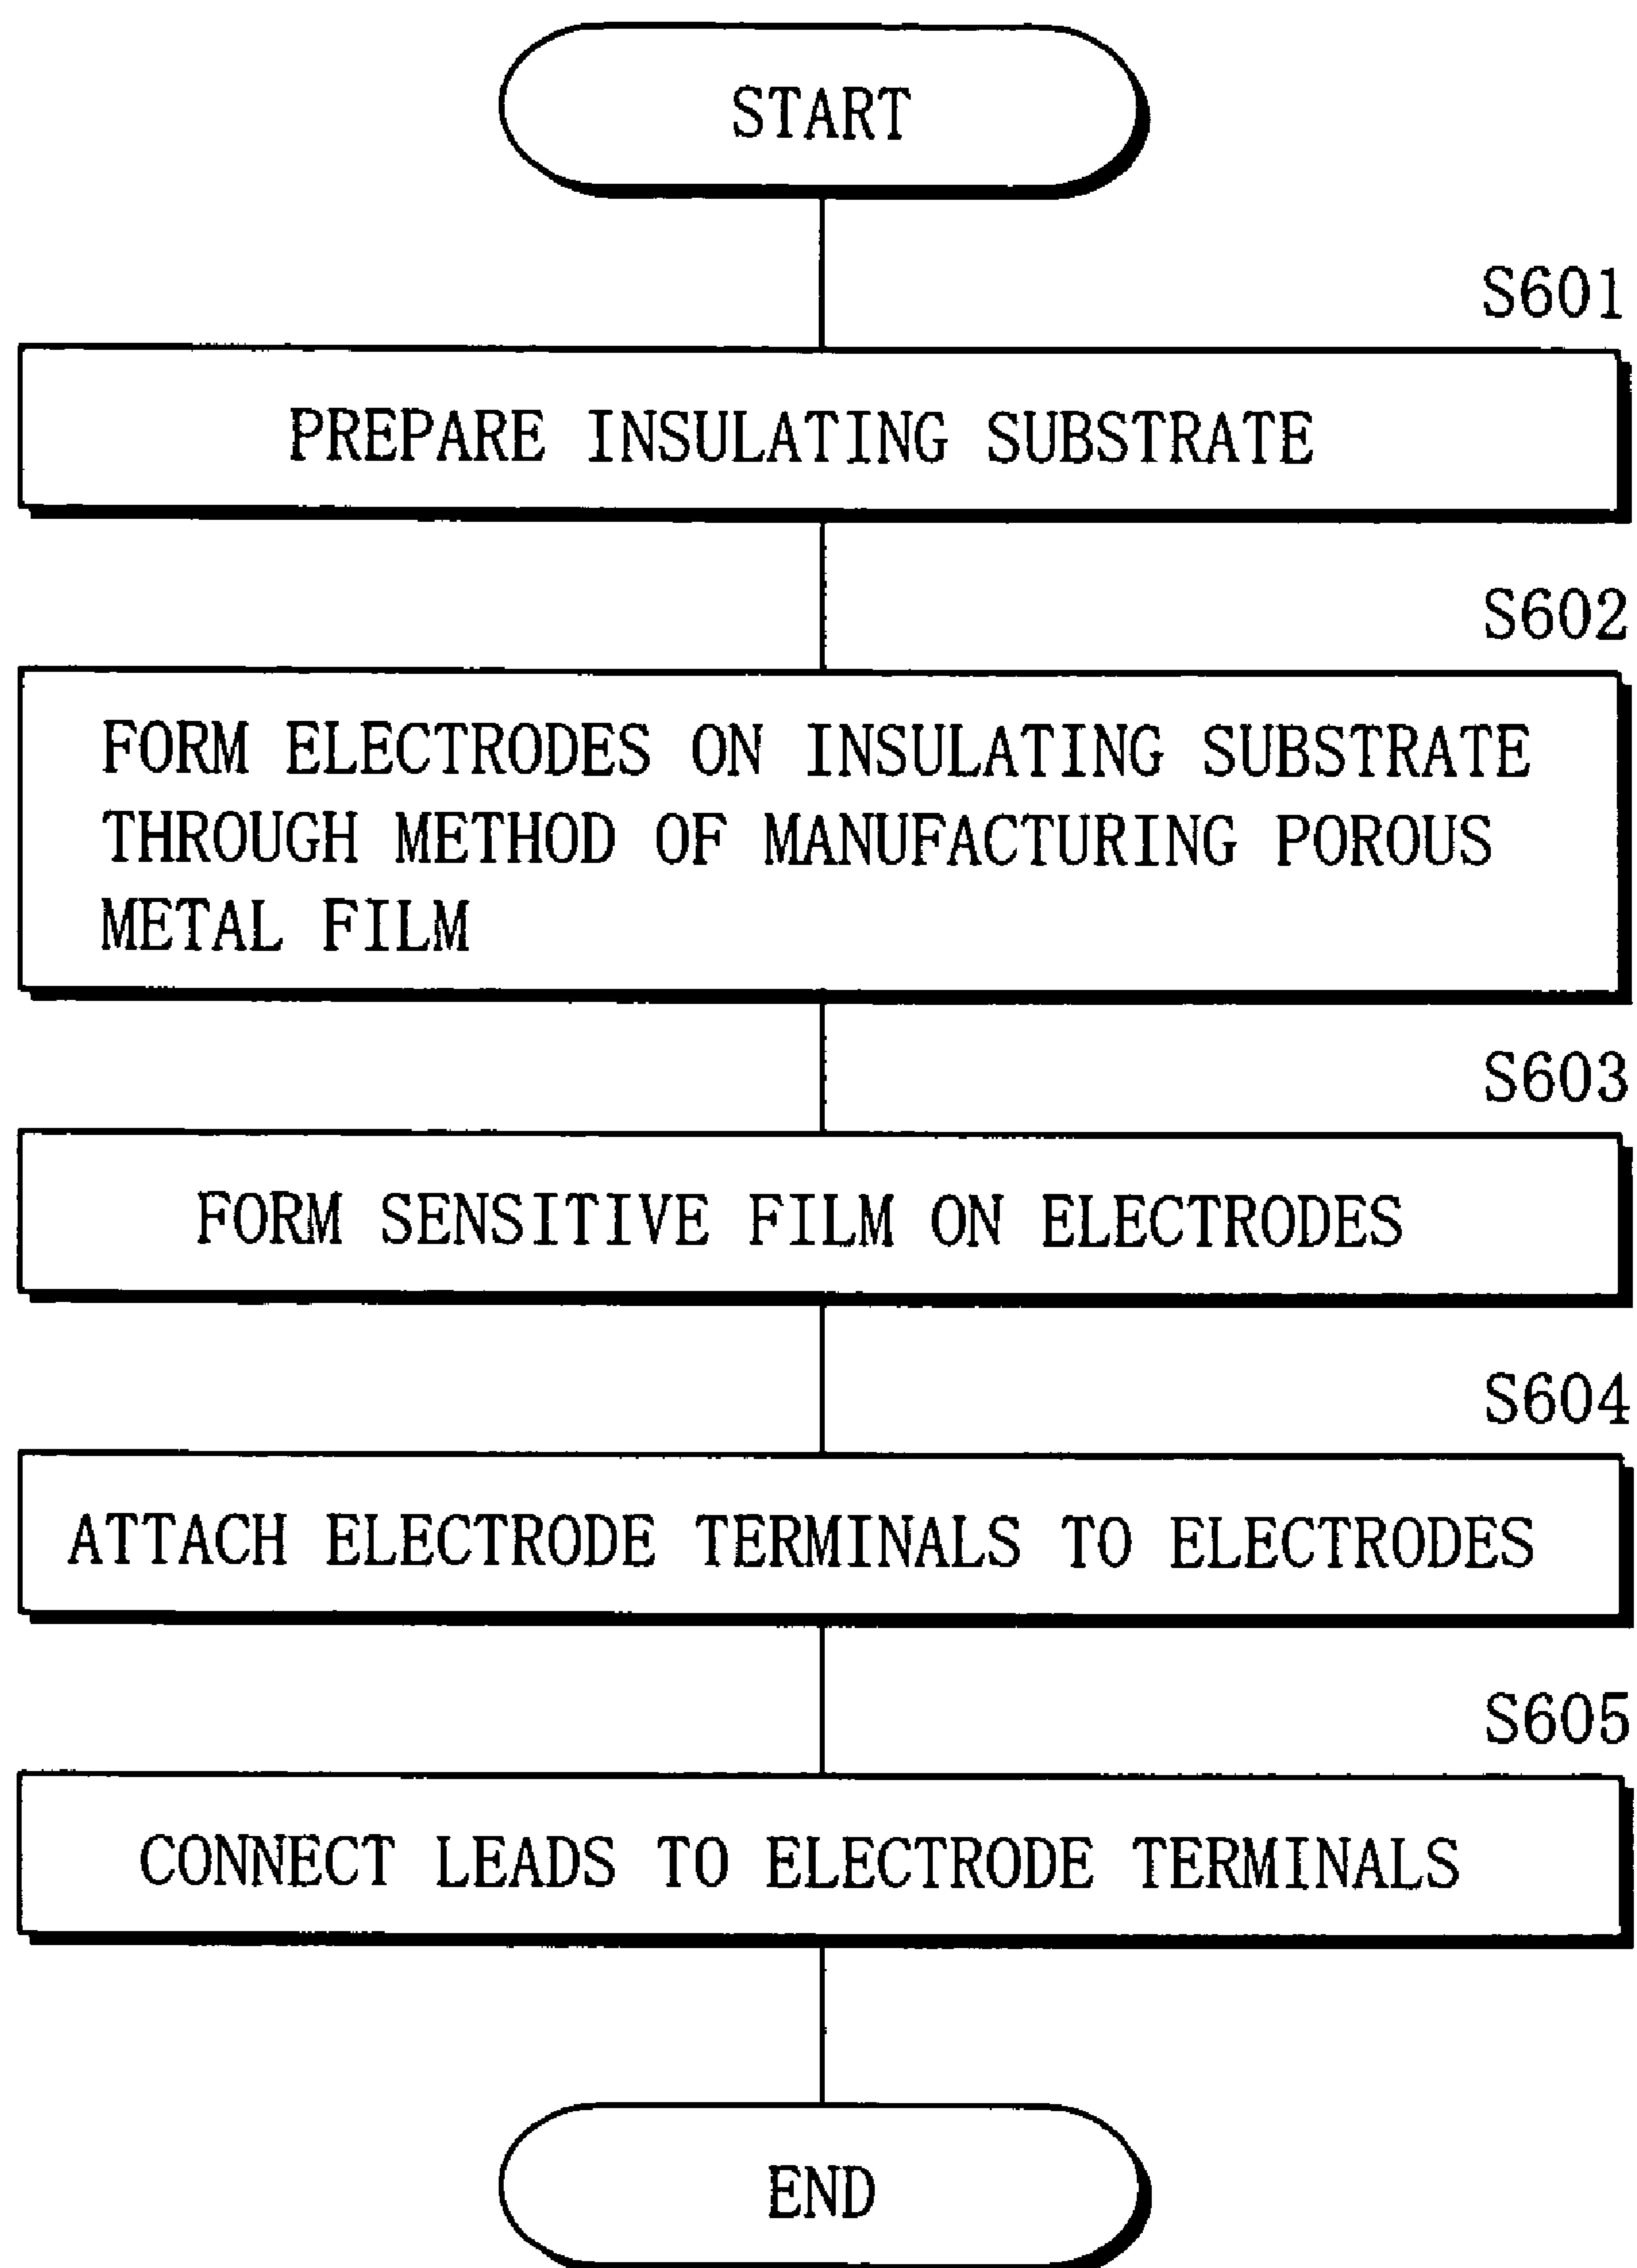 START
S601
PREPARE INSULATING SUBSTRATE
S602
FORM ELECTRODES ON INSULATING SUBSTRATE
THROUGH METHOD OF MANUFACTURING POROUS
METAL FILM
S603
FORM SENSITIVE FILM ON ELECTRODES
S604
ATTACH ELECTRODE TERMINALS TO ELECTRODES
S605
CONNECT LEADS TO ELECTRODE TERMINALS
END